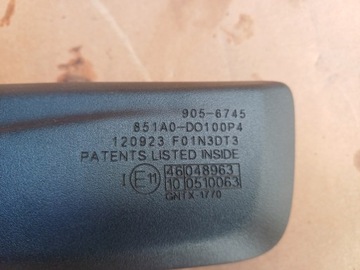 905-6745
851A0-DO100P4
120923 F01N3DT3
PATENTS LISTED INSIDE
I E11 46 048963
10 0510063
GNTX-1770